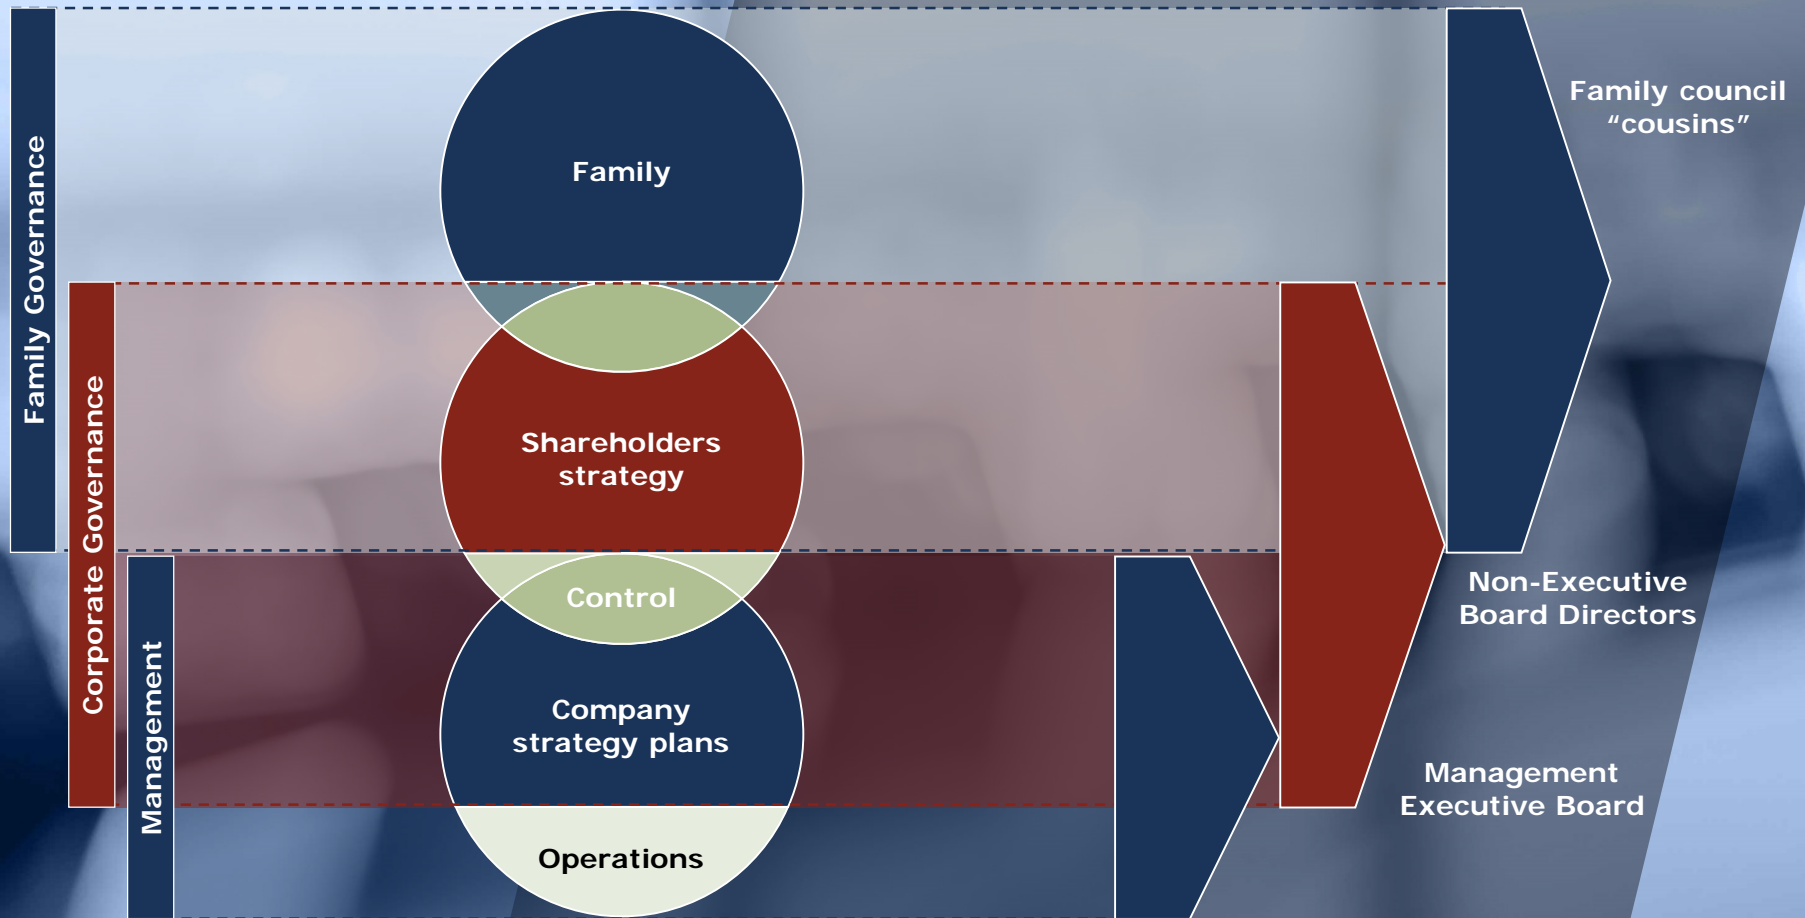 Family Governance
Corporate Governance
Management
Family
Shareholders
strategy
Control
Company
strategy plans
Operations
Family council
“cousins”
Non-Executive
Board Directors
Management
Executive Board